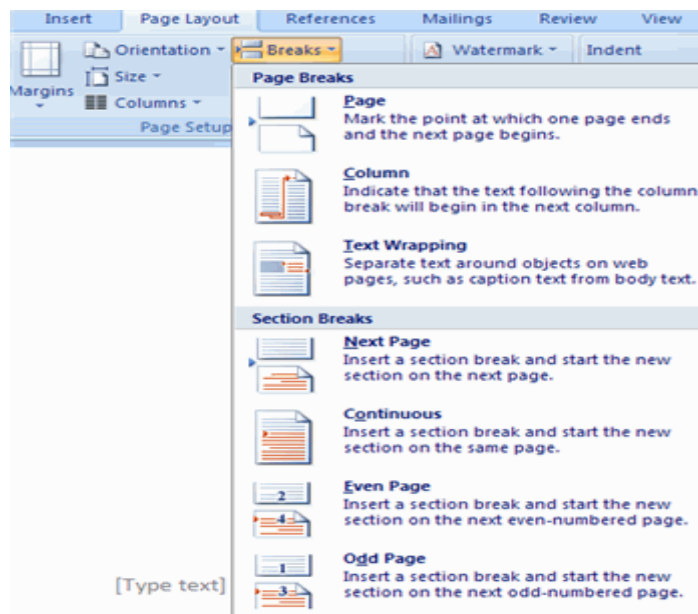 Insert Page Layout References Mailings Review View
Orientation Breaks Watermark Indent
Size
Margins
Columns
Page Setup
Page Breaks
Page
Mark the point at which one page ends
and the next page begins.
Column
Indicate that the text following the column
break will begin in the next column.
Text Wrapping
Separate text around objects on web
pages, such as caption text from body text.
Section Breaks
Next Page
Insert a section break and start the new
section on the next page.
Continuous
Insert a section break and start the new
section on the same page.
2
Even Page
4
Insert a section break and start the new
section on the next even-numbered page.
1
Odd Page
3
Insert a section break and start the new
section on the next odd-numbered page.
[Type text]